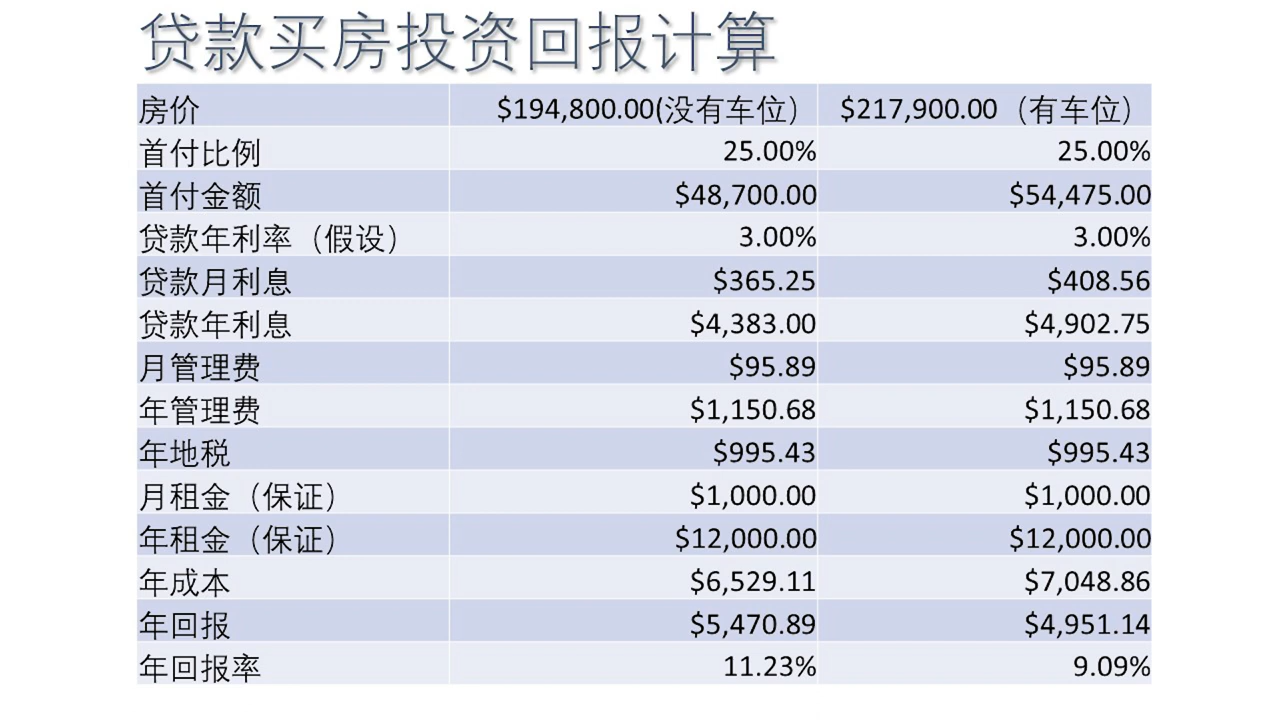 贷款买房投资回报计算
房价 $194,800.00(没有车位） $217,900.00（有车位）
首付比例 25.00% 25.00%
首付金额 $48,700.00 $54,475.00
贷款年利率（假设） 3.00% 3.00%
贷款月利息 $365.25 $408.56
贷款年利息 $4,383.00 $4,902.75
月管理费 $95.89 $95.89
年管理费 $1,150.68 $1,150.68
年地税 $995.43 $995.43
月租金（保证） $1,000.00 $1,000.00
年租金（保证） $12,000.00 $12,000.00
年成本 $6,529.11 $7,048.86
年回报 $5,470.89 $4,951.14
年回报率 11.23% 9.09%